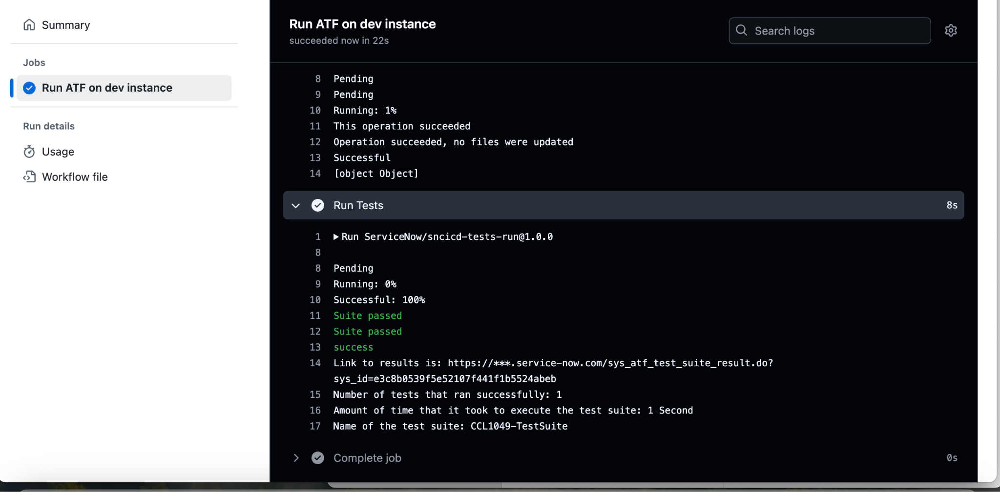 Summary
Jobs
Run ATF on dev instance
Run details
Usage
Workflow file
Run ATF on dev instance
succeeded now in 22s
Search logs
8 Pending
9 Pending
10 Running: 1%
11 This operation succeeded
12 Operation succeeded, no files were updated
13 Successful
14 [object Object]
Run Tests 8s
1 ▶Run ServiceNow/sncicd-tests-run@1.0.0
8
8 Pending
9 Running: 0%
10 Successful: 100%
11 Suite passed
12 Suite passed
13 success
14 Link to results is: https://***.service-now.com/sys_atf_test_suite_result.do?
sys_id=e3c8b0539f5e52107f441f1b5524abeb
15 Number of tests that ran successfully: 1
16 Amount of time that it took to execute the test suite: 1 Second
17 Name of the test suite: CCL1049-TestSuite
Complete job 0s